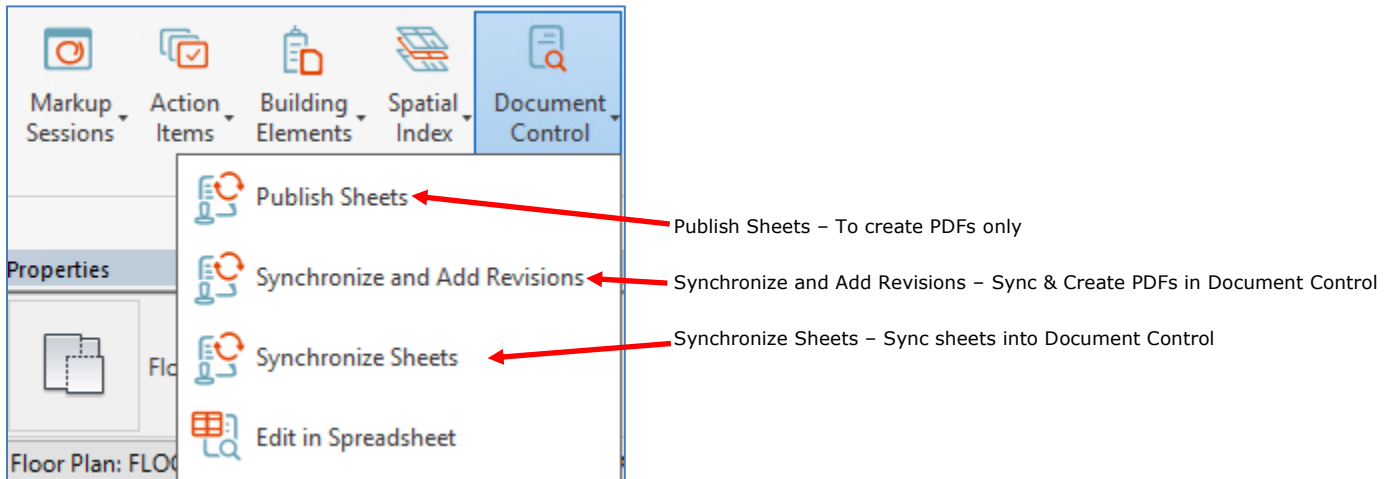 Markup Sessions
Action Items
Building Elements
Spatial Index
Document Control
Publish Sheets
Publish Sheets – To create PDFs only
Properties
Synchronize and Add Revisions
Synchronize and Add Revisions – Sync & Create PDFs in Document Control
Synchronize Sheets – Sync sheets into Document Control
Synchronize Sheets
Edit in Spreadsheet
Floor Plan: